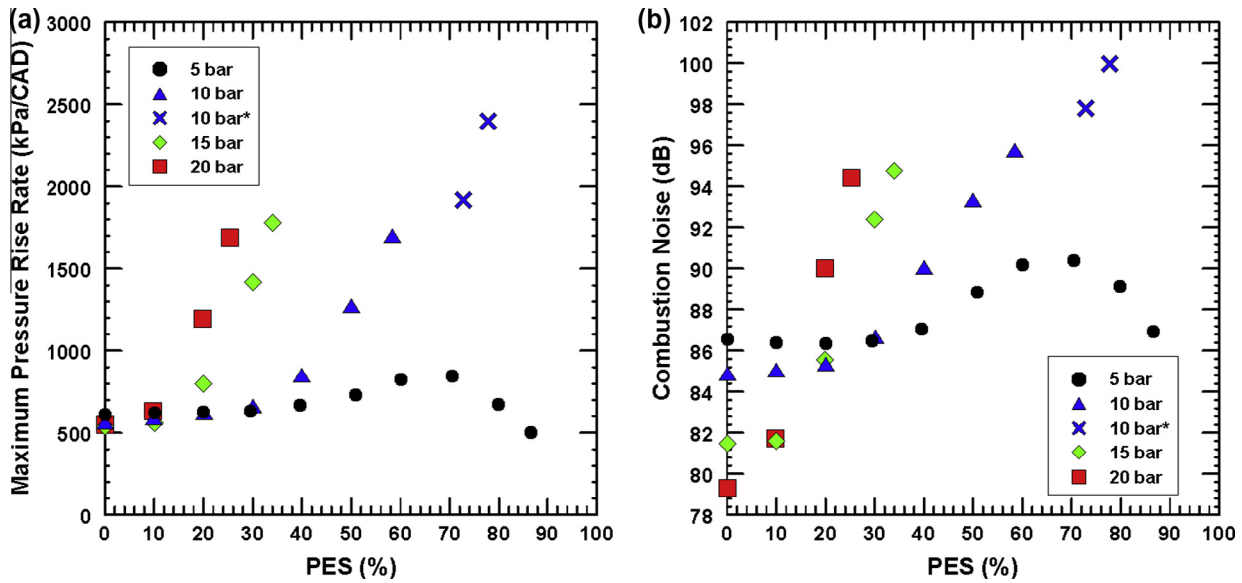 (a)
Maximum Pressure Rise Rate (kPa/CAD)
3000
2500
2000
1500
1000
500
0
5 bar
10 bar
10 bar*
15 bar
20 bar
0 10 20 30 40 50 60 70 80 90 100
PES (%)
(b)
Combustion Noise (dB)
102
100
98
96
94
92
90
88
86
84
82
80
78
5 bar
10 bar
10 bar*
15 bar
20 bar
0 10 20 30 40 50 60 70 80 90 100
PES (%)